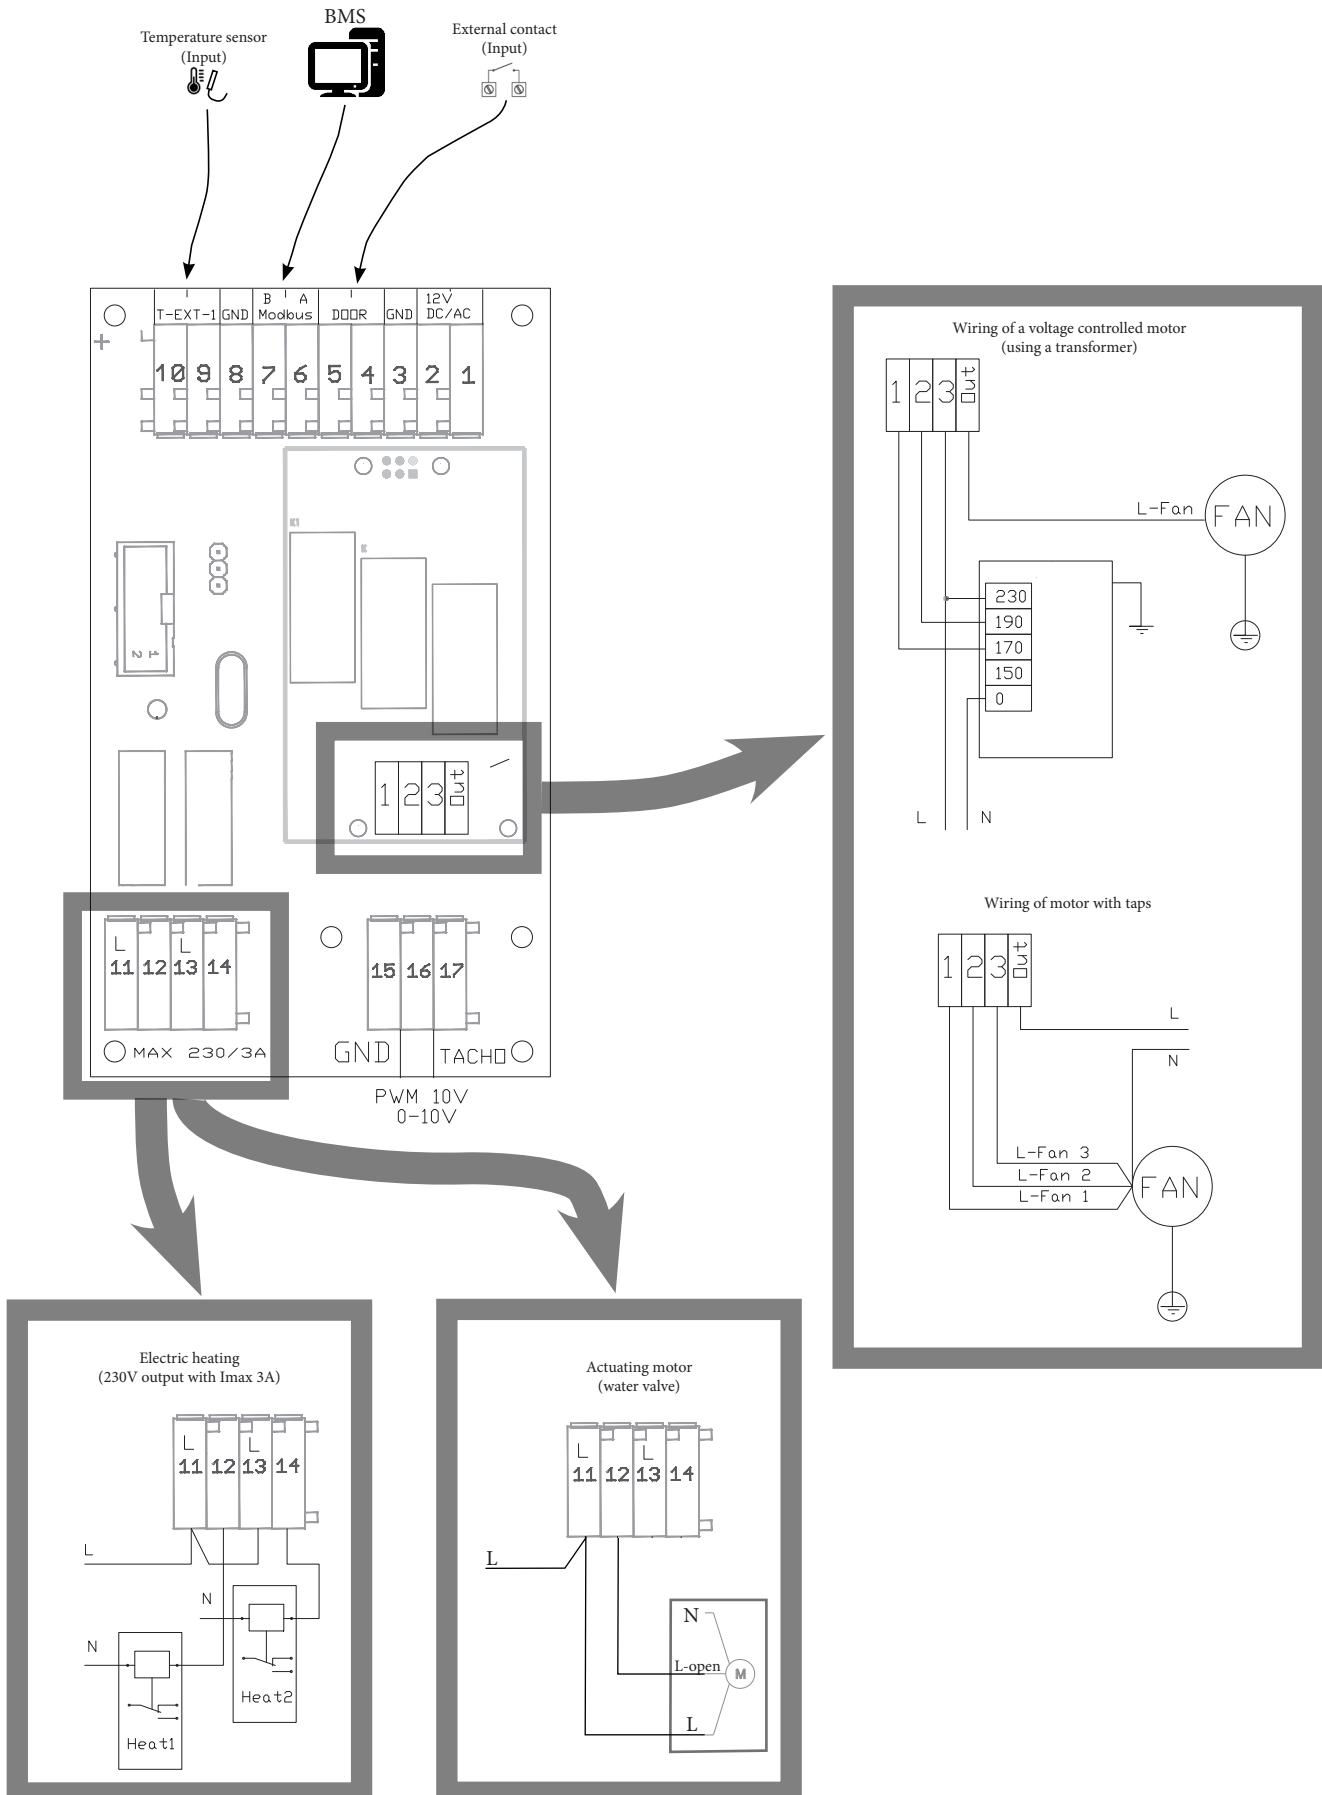 BMS
Temperature sensor
(Input)
External contact
(Input)
T-EXT-1 GND B A Modbus DOOR GND 12V DC/AC
10 9 8 7 6 5 4 3 2 1
K1
K
1
2
1 2 3 Out
L L
11 12 13 14
15 16 17
MAX 230/3A
GND
TACHO
PWM 10V
0-10V
Wiring of a voltage controlled motor
(using a transformer)
1 2 3 Out
L-Fan
FAN
230
190
170
150
0
L N
Wiring of motor with taps
1 2 3 Out
L
N
L-Fan 3
L-Fan 2
L-Fan 1
FAN
Electric heating
(230V output with Imax 3A)
L L
11 12 13 14
L
N
N
Heat2
Heat1
Actuating motor
(water valve)
L L
11 12 13 14
L
N
L-open
M
L